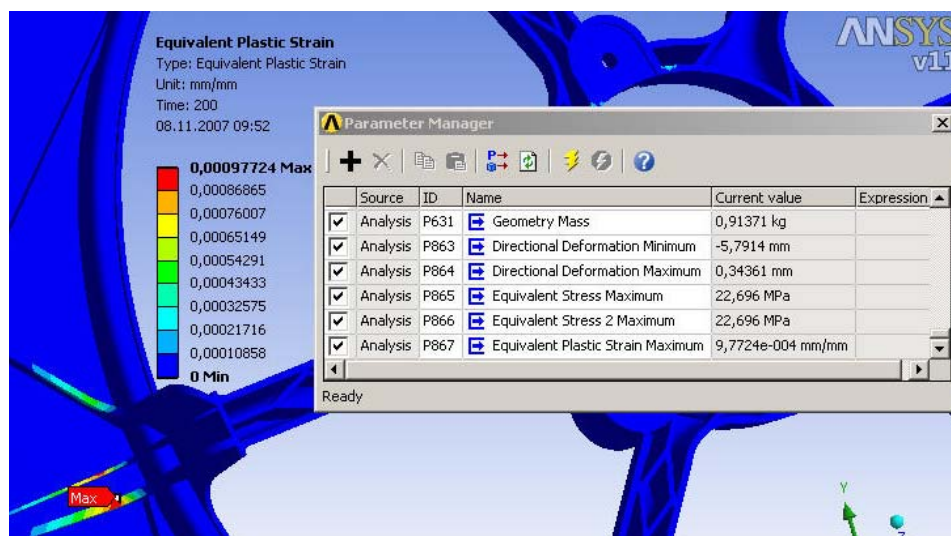 Equivalent Plastic Strain
Type: Equivalent Plastic Strain
Unit: mm/mm
Time: 200
08.11.2007 09:52
0,00097724 Max
0,00086865
0,00076007
0,00065149
0,00054291
0,00043433
0,00032575
0,00021716
0,00010858
0 Min
Max
ANSYS
v11
Parameter Manager
Source ID Name Current value Expression
Analysis P631 Geometry Mass 0,91371 kg
Analysis P863 Directional Deformation Minimum -5,7914 mm
Analysis P864 Directional Deformation Maximum 0,34361 mm
Analysis P865 Equivalent Stress Maximum 22,696 MPa
Analysis P866 Equivalent Stress 2 Maximum 22,696 MPa
Analysis P867 Equivalent Plastic Strain Maximum 9,7724e-004 mm/mm
Ready
Y